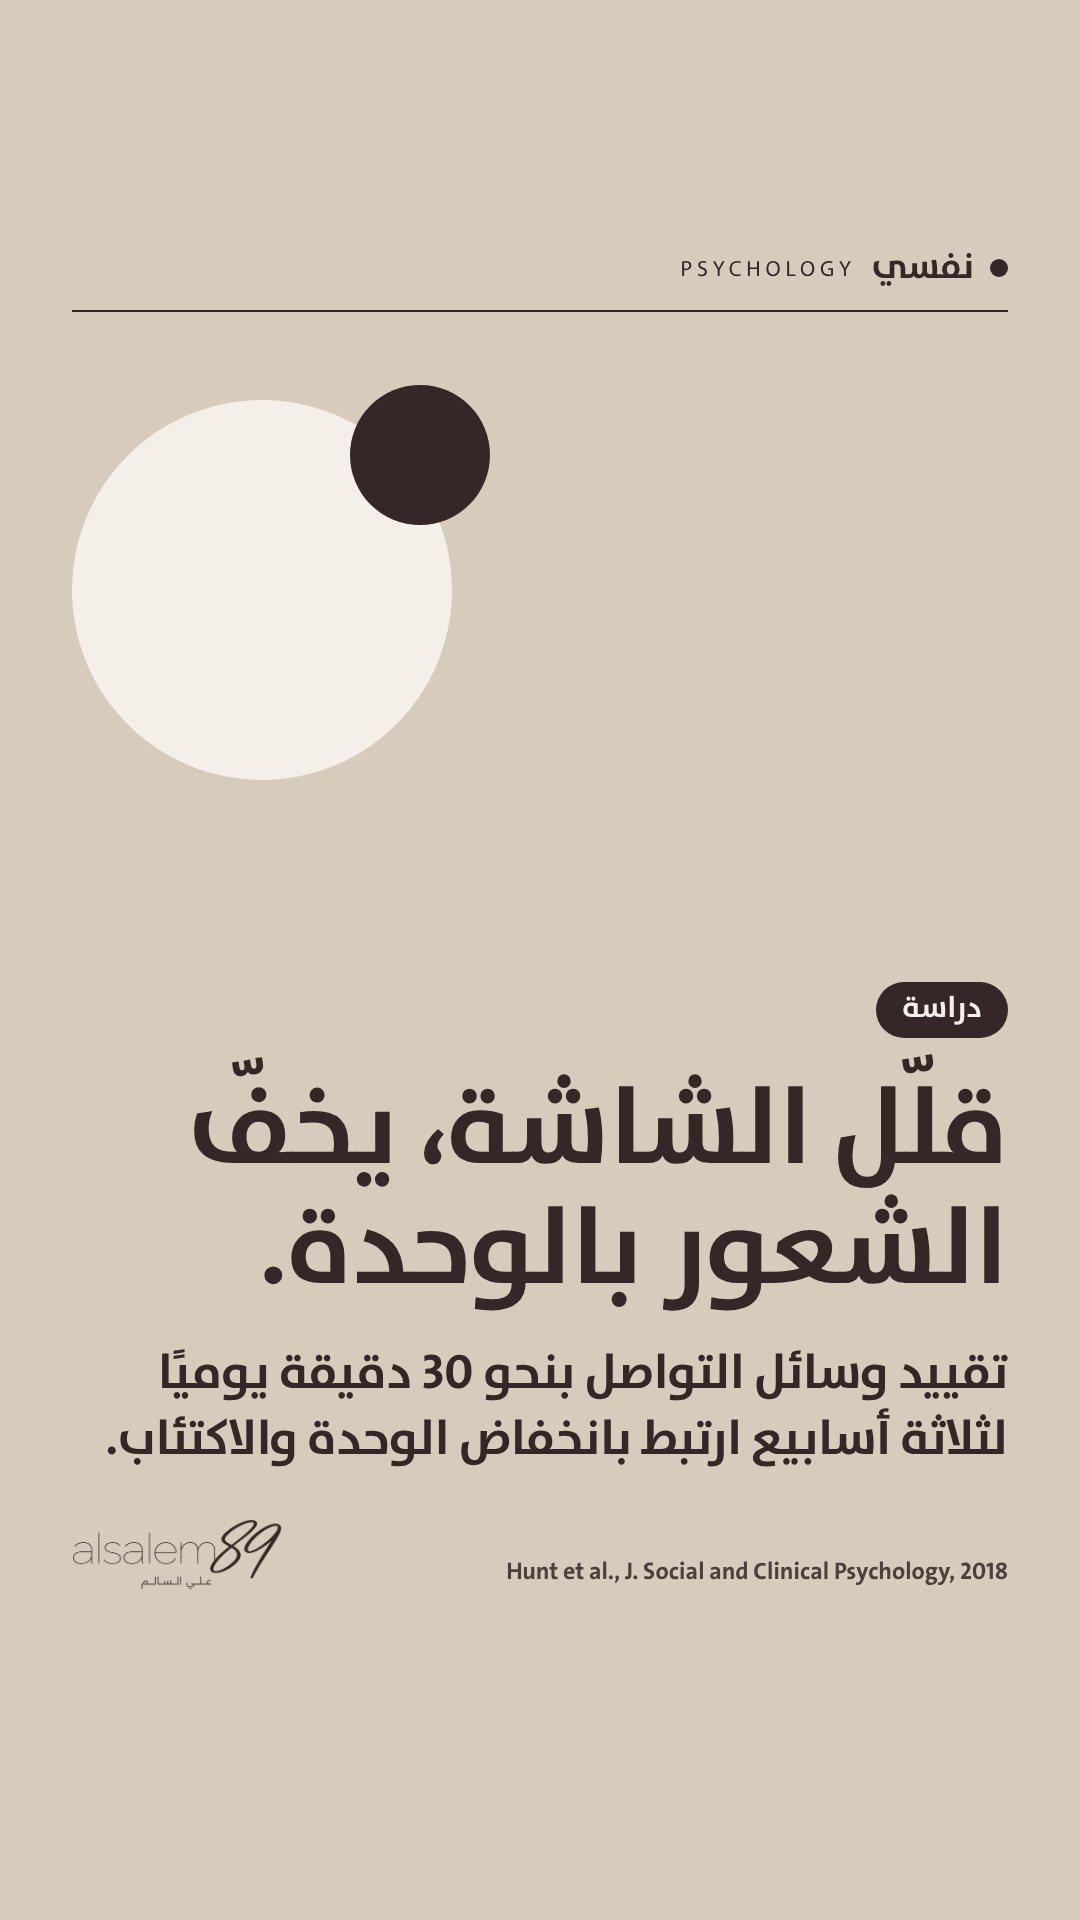 نفسي PSYCHOLOGY
دراسة
قلّل الشاشة، يخفّ
الشعور بالوحدة.
تقييد وسائل التواصل بنحو 30 دقيقة يوميًا
لثلاثة أسابيع ارتبط بانخفاض الوحدة والاكتئاب.
Hunt et al., J. Social and Clinical Psychology, 2018
alsalem89
علي السالم